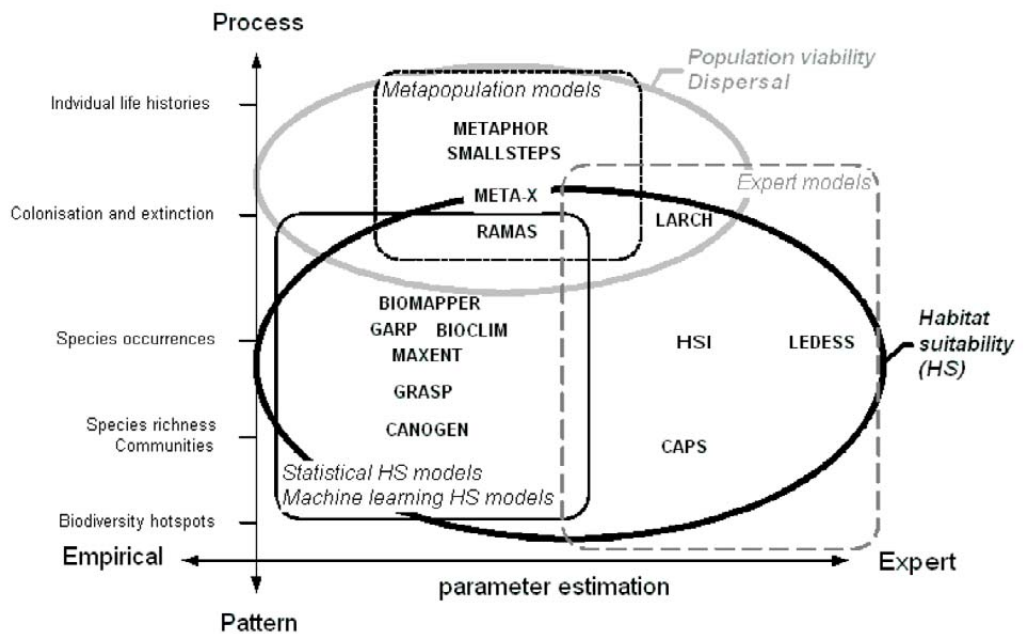 Process
Population viability
Dispersal
Metapopulation models
Indvidual life histories
METAPHOR
SMALLSTEPS
Expert models
META-X
Colonisation and extinction
LARCH
RAMAS
BIOMAPPER
GARP BIOCLIM
Species occurrences
HSI
LEDESS
Habitat
suitability
(HS)
MAXENT
GRASP
Species richness
Communities
CANOGEN
CAPS
Statistical HS models
Machine learning HS models
Biodiversity hotspots
Empirical
Expert
parameter estimation
Pattern